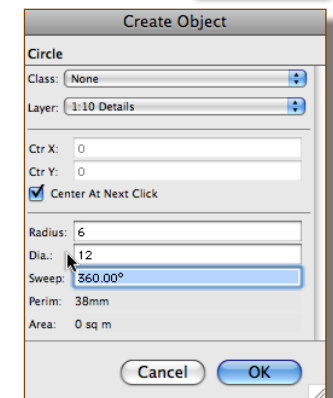 Create Object
Circle
Class: None
Layer: 1:10 Details
Ctr X: 0
Ctr Y: 0
Center At Next Click
Radius: 6
Dia.: 12
Sweep: 360.00°
Perim: 38mm
Area: 0 sq m
Cancel OK